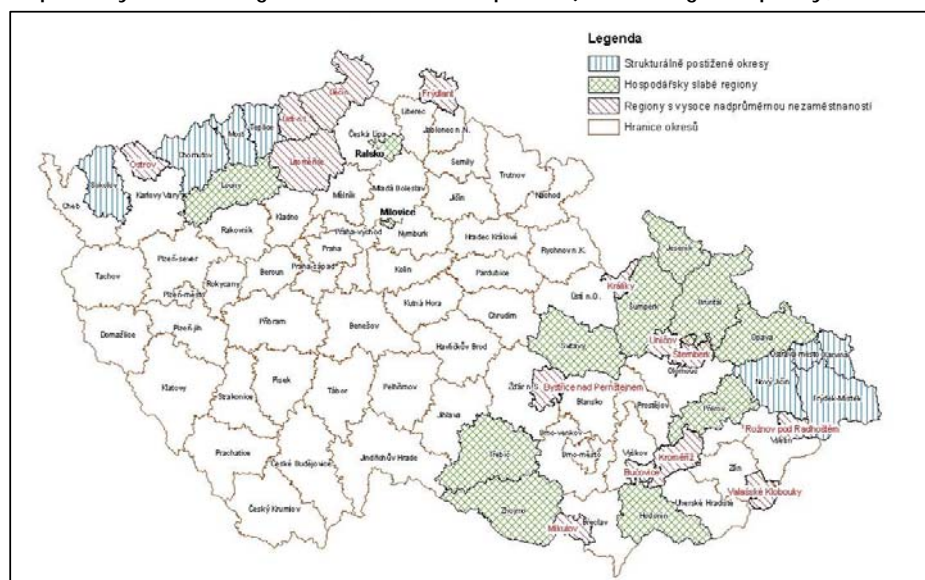 Legenda
Strukturálně postižené okresy
Hospodářsky slabé regiony
Regiony s vysoce nadprůměrnou nezaměstnaností
Hranice okresů
Děčín
Frýdlant
Ústí n.L.
Liberec
Teplice
Most
Česká Lípa
Jablonec n.N.
Ralsko
Ostrov
Chomutov
Litoměřice
Semily
Trutnov
Sokolov
Louny
Mladá Boleslav
Jičín
Náchod
Cheb
Karlovy Vary
Mělník
Milovice
Rakovník
Kladno
Praha-východ
Nymburk
Hradec Králové
Rychnov n.K.
Jeseník
Praha
Plzeň-sever
Tachov
Beroun
Praha-západ
Kolín
Pardubice
Králíky
Rokycany
Plzeň-město
Ústí n.O.
Šumperk
Bruntál
Kutná Hora
Chrudim
Příbram
Benešov
Domažlice
Plzeň jih
Svitavy
Uničov
Opava
Havlíčkův Brod
Šternberk
Ostrava město
Karviná
Olomouc
Nový Jičín
Frýdek-Místek
Klatovy
Písek
Tábor
Pelhřimov
Žďár n.S.
Bystřice nad Pernštejnem
Strakonice
Blansko
Prostějov
Přerov
Jihlava
Rožnov pod Radhoštěm
Vsetín
Prachatice
České Budějovice
Jindřichův Hradec
Třebíč
Brno-venkov
Brno-město
Vyškov
Kroměříž
Bučovice
Zlín
Valašské Klobouky
Uherské Hradiště
Český Krumlov
Znojmo
Hodonín
Mikulov
Břeclav